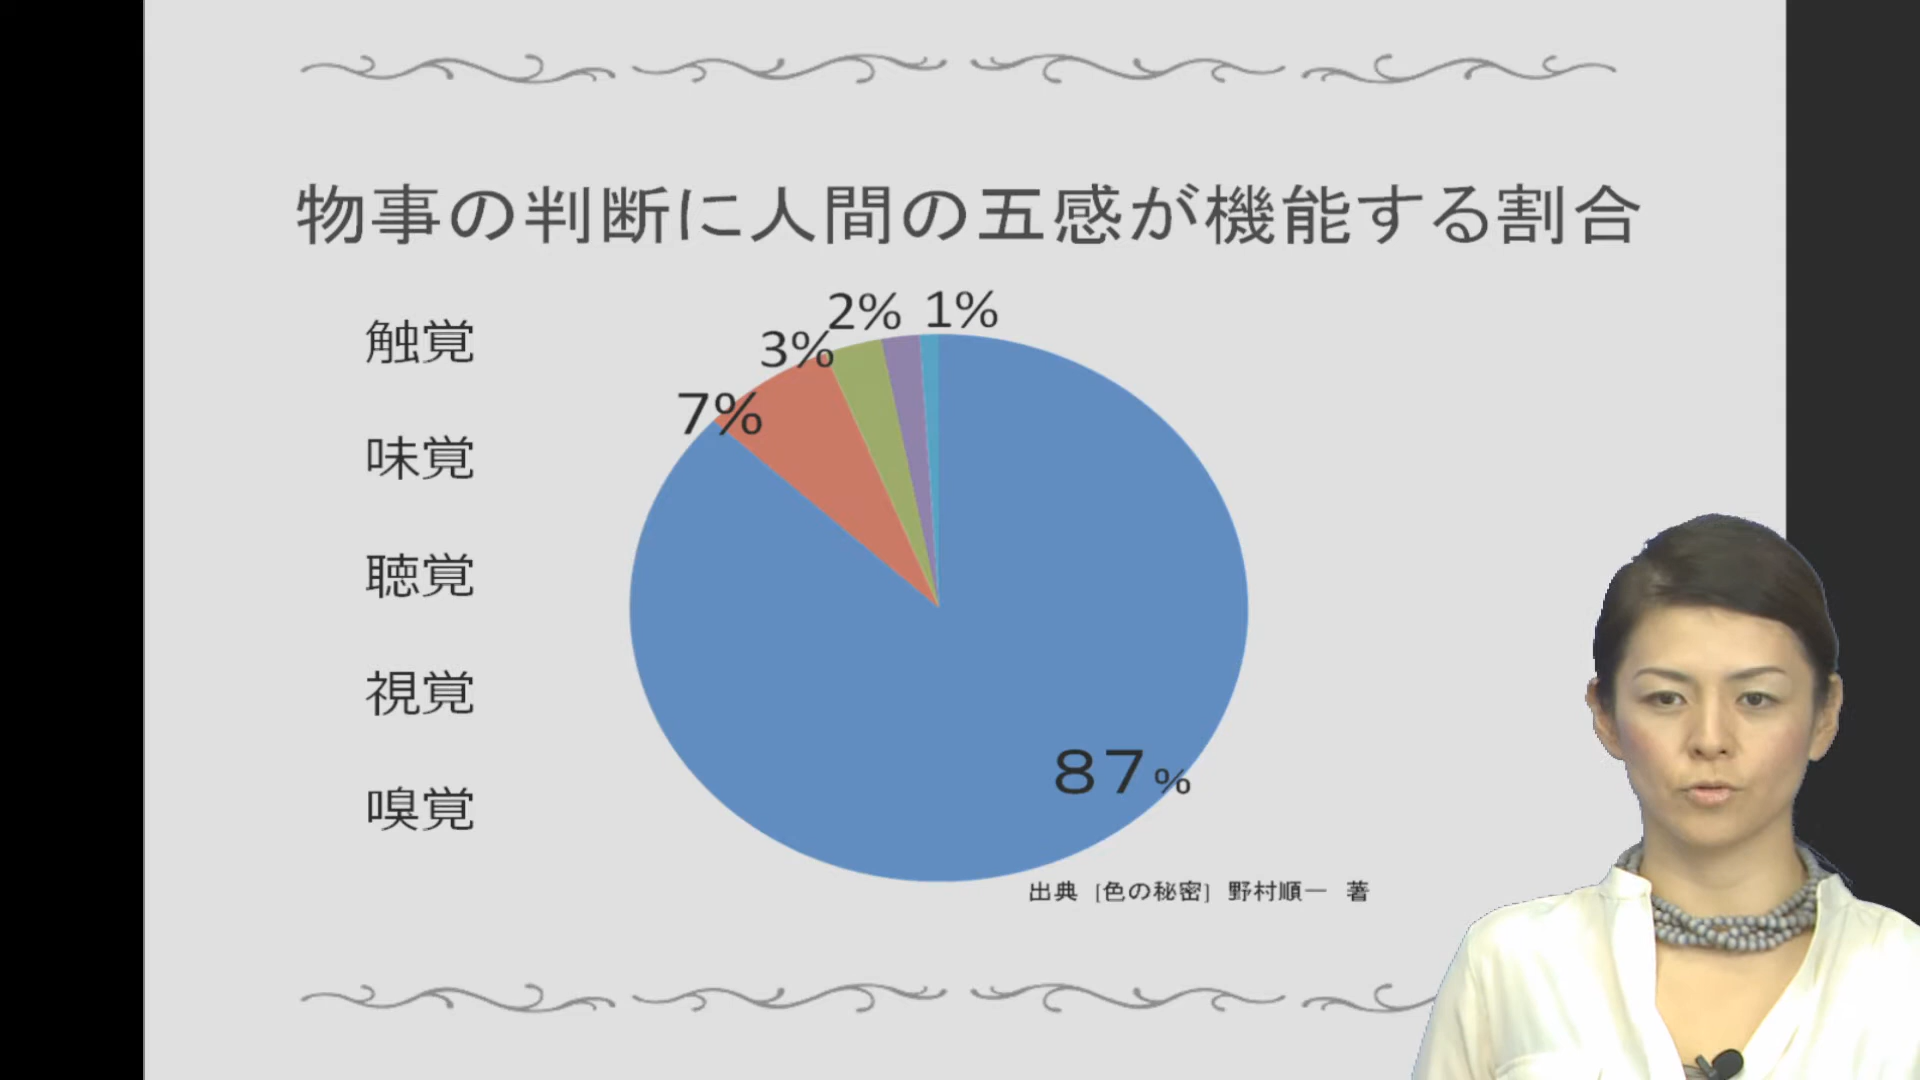 物事の判断に人間の五感が機能する割合
触覚
味覚
聴覚
視覚
嗅覚
7%
3%
2%
1%
87%
出典 [色の秘密] 野村順一 著